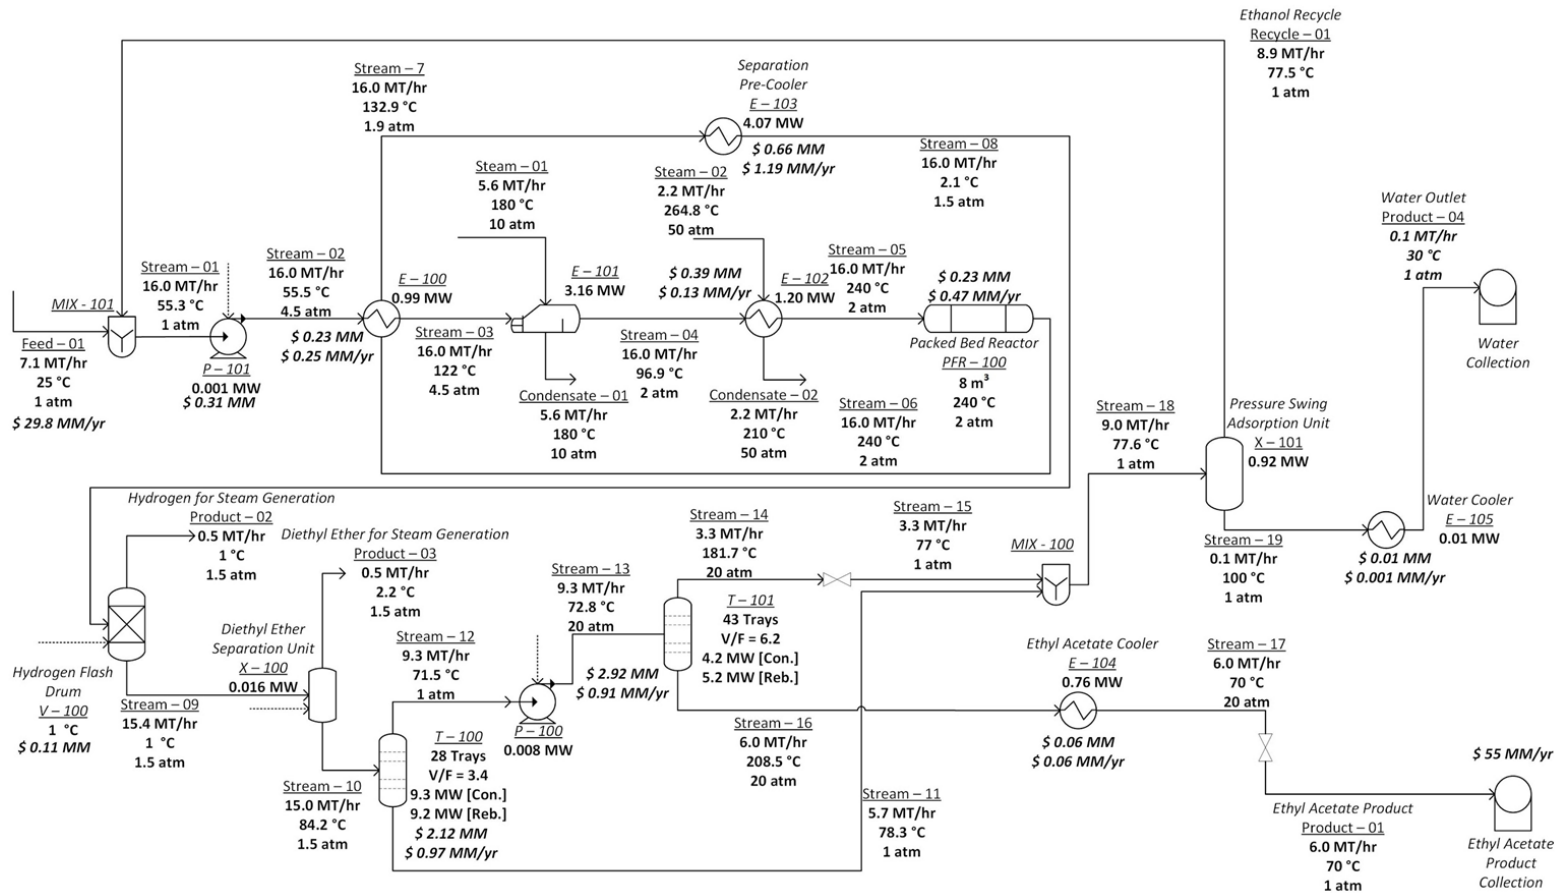 Ethanol Recycle
Recycle – 01
8.9 MT/hr
77.5 °C
1 atm
Stream – 7
16.0 MT/hr
132.9 °C
1.9 atm
Separation
Pre-Cooler
E – 103
4.07 MW
$ 0.66 MM
$ 1.19 MM/yr
Stream – 08
16.0 MT/hr
2.1 °C
1.5 atm
Steam – 01
5.6 MT/hr
180 °C
10 atm
Steam – 02
2.2 MT/hr
264.8 °C
50 atm
Water Outlet
Product – 04
0.1 MT/hr
30 °C
1 atm
Water
Collection
MIX - 101
Feed – 01
7.1 MT/hr
25 °C
1 atm
$ 29.8 MM/yr
Stream – 01
16.0 MT/hr
55.3 °C
1 atm
P – 101
0.001 MW
$ 0.31 MM
Stream – 02
16.0 MT/hr
55.5 °C
4.5 atm
$ 0.23 MM
$ 0.25 MM/yr
E – 100
0.99 MW
Stream – 03
16.0 MT/hr
122 °C
4.5 atm
E – 101
3.16 MW
Condensate – 01
5.6 MT/hr
180 °C
10 atm
Stream – 04
16.0 MT/hr
96.9 °C
2 atm
$ 0.39 MM
$ 0.13 MM/yr
E – 102
1.20 MW
Condensate – 02
2.2 MT/hr
210 °C
50 atm
Stream – 05
16.0 MT/hr
240 °C
2 atm
$ 0.23 MM
$ 0.47 MM/yr
Packed Bed Reactor
PFR – 100
8 m³
240 °C
2 atm
Stream – 06
16.0 MT/hr
240 °C
2 atm
Stream – 18
9.0 MT/hr
77.6 °C
1 atm
Pressure Swing
Adsorption Unit
X – 101
0.92 MW
Water Cooler
E – 105
0.01 MW
$ 0.01 MM
$ 0.001 MM/yr
Stream – 19
0.1 MT/hr
100 °C
1 atm
Hydrogen for Steam Generation
Product – 02
0.5 MT/hr
1 °C
1.5 atm
Diethyl Ether for Steam Generation
Product – 03
0.5 MT/hr
2.2 °C
1.5 atm
Hydrogen Flash
Drum
V – 100
1 °C
$ 0.11 MM
Stream – 09
15.4 MT/hr
1 °C
1.5 atm
Diethyl Ether
Separation Unit
X – 100
0.016 MW
Stream – 10
15.0 MT/hr
84.2 °C
1.5 atm
Stream – 12
9.3 MT/hr
71.5 °C
1 atm
T – 100
28 Trays
V/F = 3.4
9.3 MW [Con.]
9.2 MW [Reb.]
$ 2.12 MM
$ 0.97 MM/yr
P – 100
0.008 MW
Stream – 13
9.3 MT/hr
72.8 °C
20 atm
$ 2.92 MM
$ 0.91 MM/yr
Stream – 14
3.3 MT/hr
181.7 °C
20 atm
T – 101
43 Trays
V/F = 6.2
4.2 MW [Con.]
5.2 MW [Reb.]
Stream – 15
3.3 MT/hr
77 °C
1 atm
MIX - 100
Stream – 16
6.0 MT/hr
208.5 °C
20 atm
Stream – 11
5.7 MT/hr
78.3 °C
1 atm
Ethyl Acetate Cooler
E – 104
0.76 MW
$ 0.06 MM
$ 0.06 MM/yr
Stream – 17
6.0 MT/hr
70 °C
20 atm
Ethyl Acetate Product
Product – 01
6.0 MT/hr
70 °C
1 atm
$ 55 MM/yr
Ethyl Acetate
Product
Collection